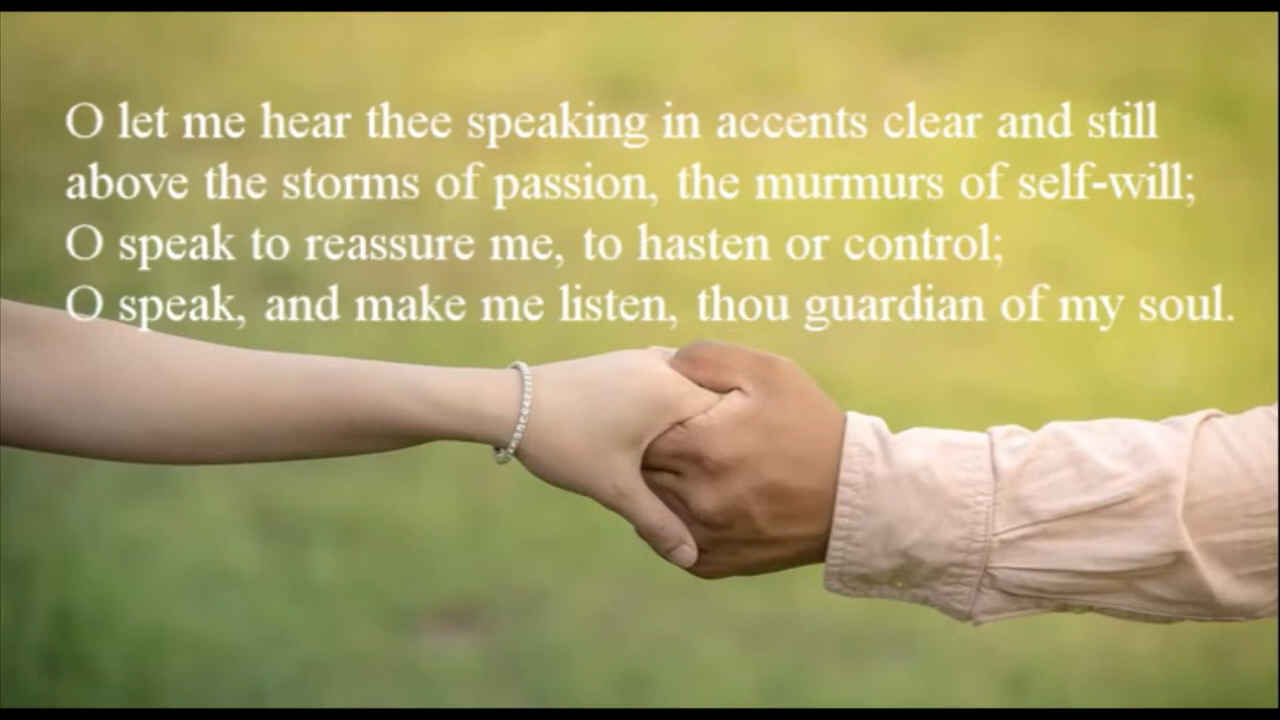 O let me hear thee speaking in accents clear and still
above the storms of passion, the murmurs of self-will;
O speak to reassure me, to hasten or control;
O speak, and make me listen, thou guardian of my soul.